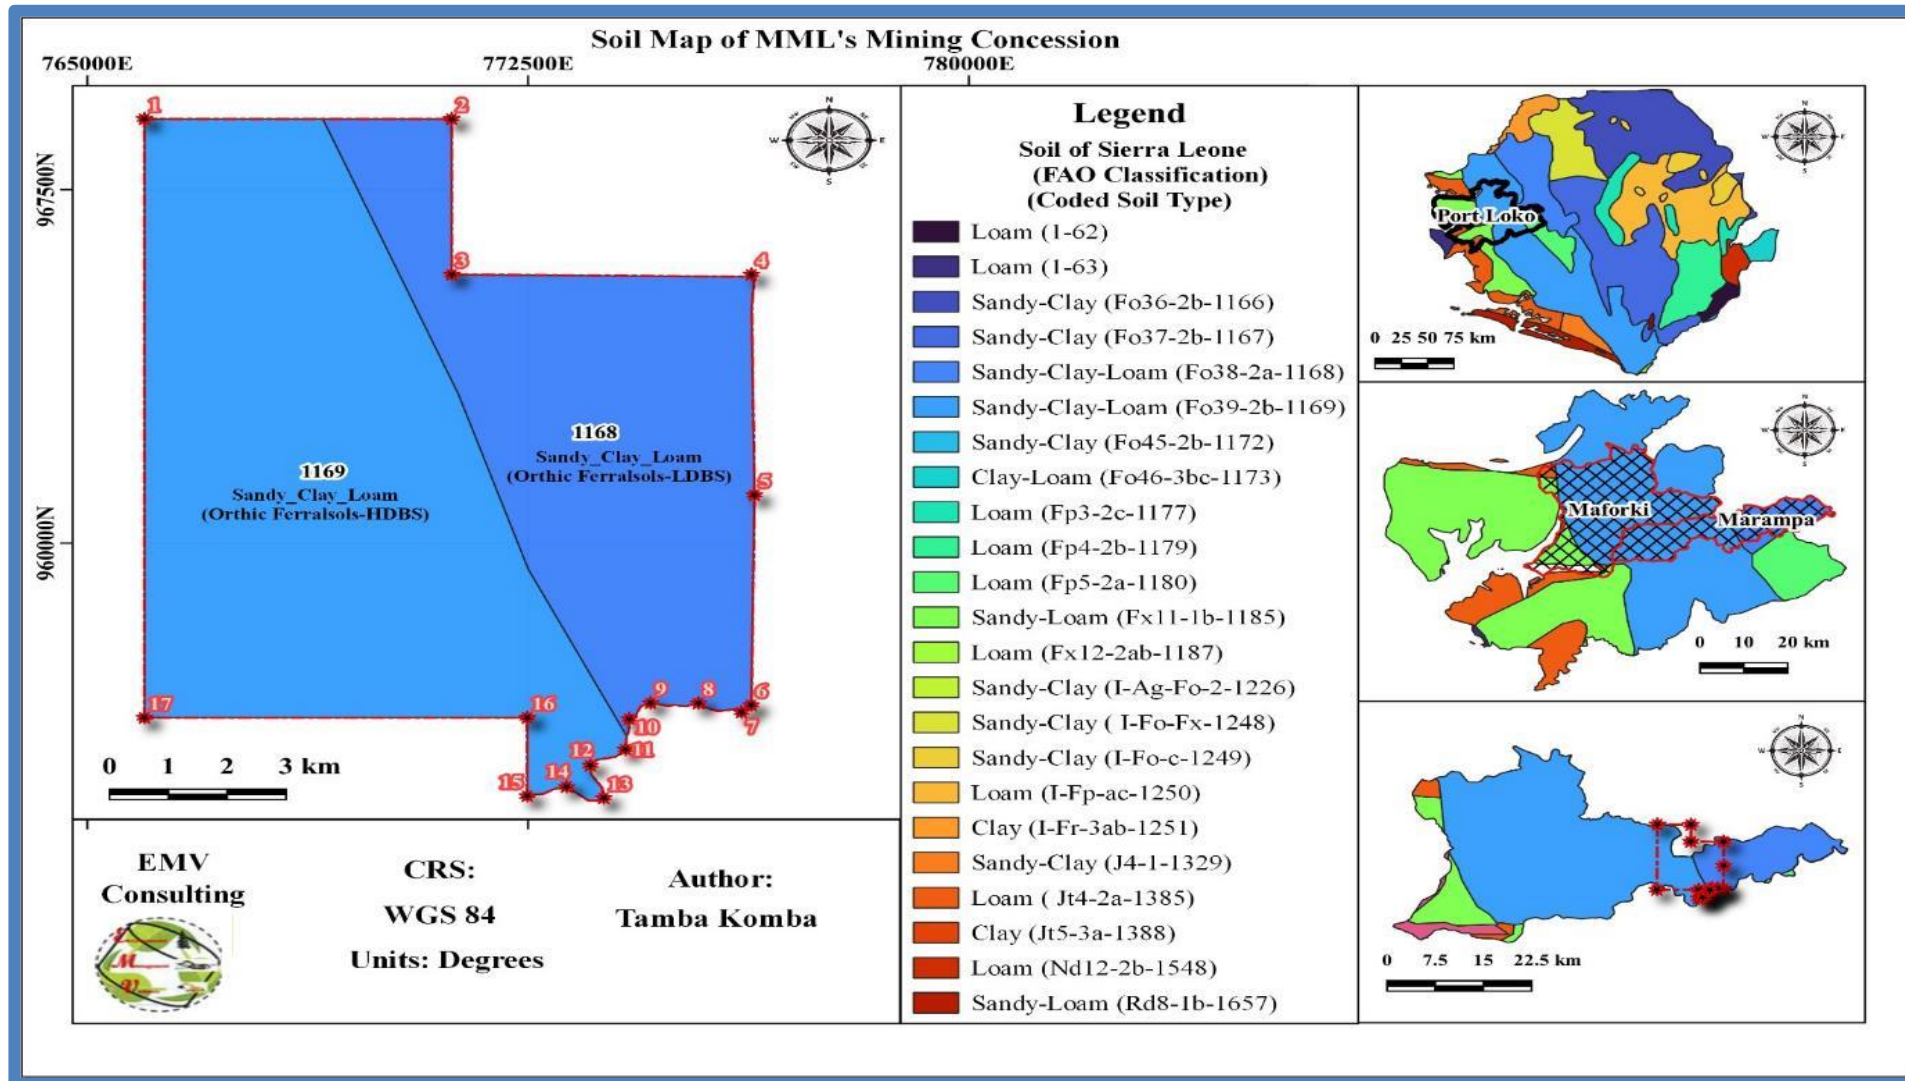 Soil Map of MML's Mining Concession
765000E
772500E
780000E
967500N
960000N
1
2
3
4
5
6
7
8
9
10
11
12
13
14
15
16
17
N
E
S
W
1169
Sandy_Clay_Loam
(Orthic Ferralsols-HDBS)
1168
Sandy_Clay_Loam
(Orthic Ferralsols-LDBS)
0 1 2 3 km
EMV
Consulting
CRS:
WGS 84
Units: Degrees
Author:
Tamba Komba
Legend
Soil of Sierra Leone
(FAO Classification)
(Coded Soil Type)
Loam (1-62)
Loam (1-63)
Sandy-Clay (Fo36-2b-1166)
Sandy-Clay (Fo37-2b-1167)
Sandy-Clay-Loam (Fo38-2a-1168)
Sandy-Clay-Loam (Fo39-2b-1169)
Sandy-Clay (Fo45-2b-1172)
Clay-Loam (Fo46-3bc-1173)
Loam (Fp3-2c-1177)
Loam (Fp4-2b-1179)
Loam (Fp5-2a-1180)
Sandy-Loam (Fx11-1b-1185)
Loam (Fx12-2ab-1187)
Sandy-Clay (I-Ag-Fo-2-1226)
Sandy-Clay ( I-Fo-Fx-1248)
Sandy-Clay (I-Fo-c-1249)
Loam (I-Fp-ac-1250)
Clay (I-Fr-3ab-1251)
Sandy-Clay (J4-1-1329)
Loam ( Jt4-2a-1385)
Clay (Jt5-3a-1388)
Loam (Nd12-2b-1548)
Sandy-Loam (Rd8-1b-1657)
Port Loko
0 25 50 75 km
N
E
S
W
Maforki
Marampa
0 10 20 km
N
E
S
W
0 7.5 15 22.5 km
N
E
S
W